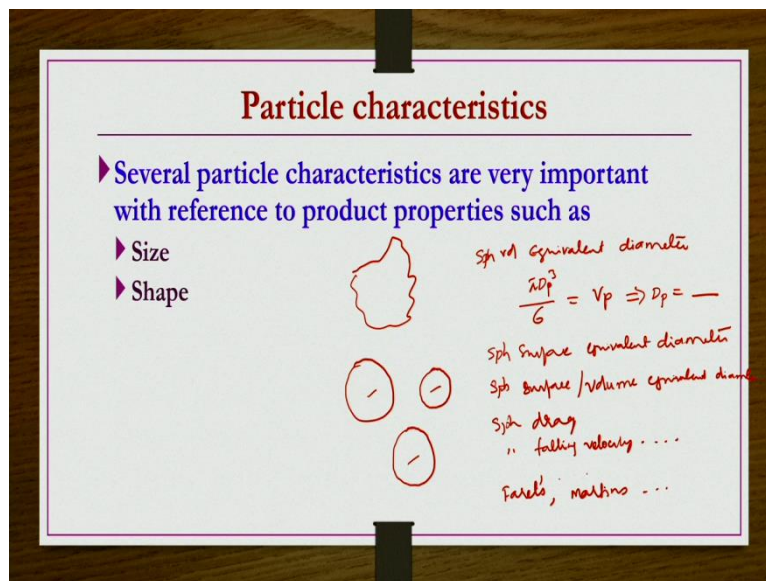 Particle characteristics
Several particle characteristics are very important
with reference to product properties such as
Size
Shape
Sph vol equivalent diameter
πDp³/6 = Vp ⇒ Dp = —
Sph surface equivalent diameter
Sph surface/volume equivalent diame
Sph drag
" falling velocity ....
Feret's, martins ...